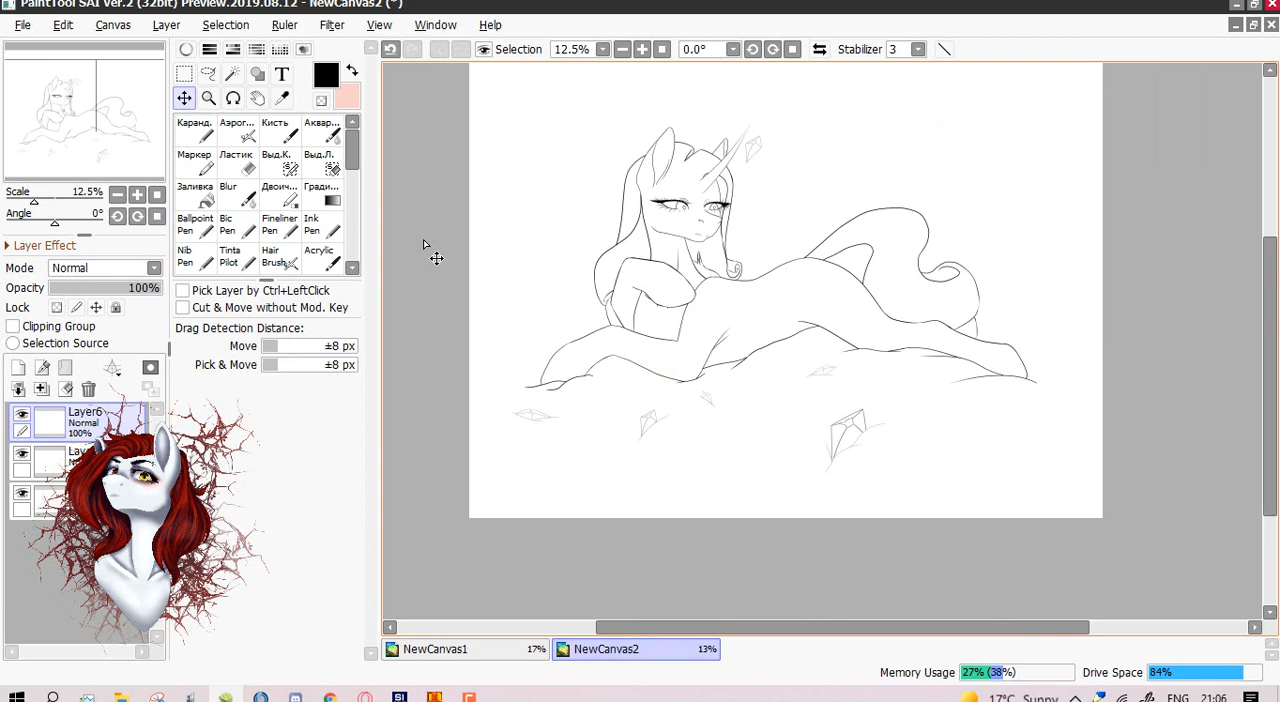 PaintTool SAI Ver.2 (32bit) Preview.2019.08.12 - NewCanvas2 (*)
File Edit Canvas Layer Selection Ruler Filter View Window Help
Selection 12.5% 0.0° Stabilizer 3
T
Каранд. Аэрог... Кисть Аквар...
Маркер Ластик Выд.К. Выд.Л.
Scale 12.5%
Заливка Blur Двоич... Гради...
Angle 0°
Ballpoint Pen Bic Pen Fineliner Pen Ink Pen
Layer Effect
Nib Pen Tinta Pilot Hair Brush Acrylic
Mode Normal
Opacity 100%
Pick Layer by Ctrl+LeftClick
Lock
Cut & Move without Mod. Key
Clipping Group
Drag Detection Distance:
Selection Source
Move ±8 px
Pick & Move ±8 px
Layer6
Normal
100%
NewCanvas1 17% NewCanvas2 13%
Memory Usage 27% (38%) Drive Space 84%
SI 17°C Sunny ENG 21:06